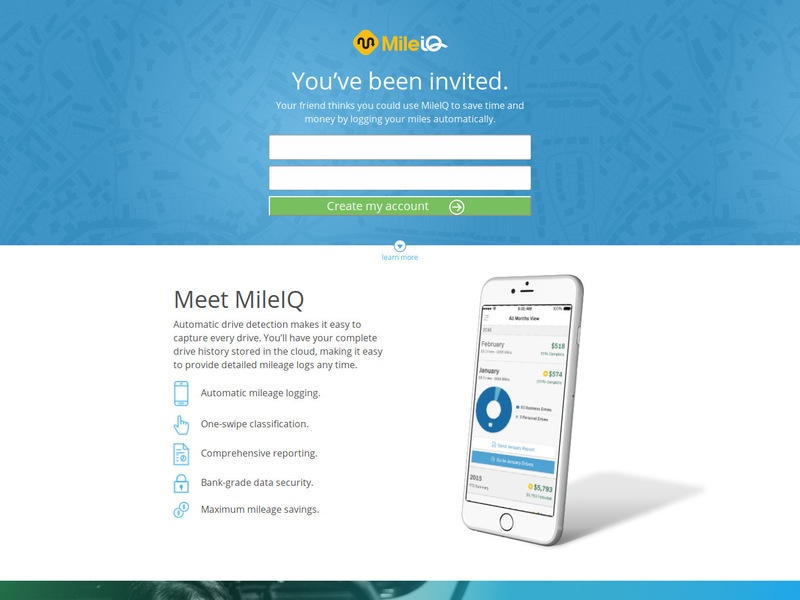 MileIQ
You've been invited.
Your friend thinks you could use MileIQ to save time and
money by logging your miles automatically.
Create my account
learn more
Meet MileIQ
Automatic drive detection makes it easy to
capture every drive. You'll have your complete
drive history stored in the cloud, making it easy
to provide detailed mileage logs any time.
Automatic mileage logging.
One-swipe classification.
Comprehensive reporting.
Bank-grade data security.
Maximum mileage savings.
All Months View
February
$518
January
$574
Send January Report
2015
$5,793